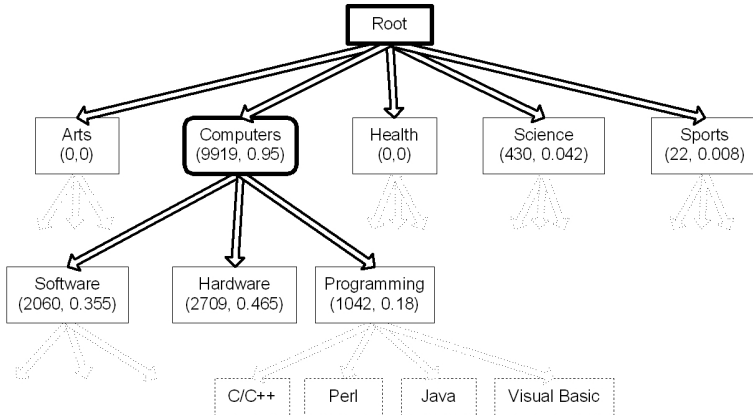 Root
Arts
(0,0)
Computers
(9919, 0.95)
Health
(0,0)
Science
(430, 0.042)
Sports
(22, 0.008)
Software
(2060, 0.355)
Hardware
(2709, 0.465)
Programming
(1042, 0.18)
C/C++
Perl
Java
Visual Basic